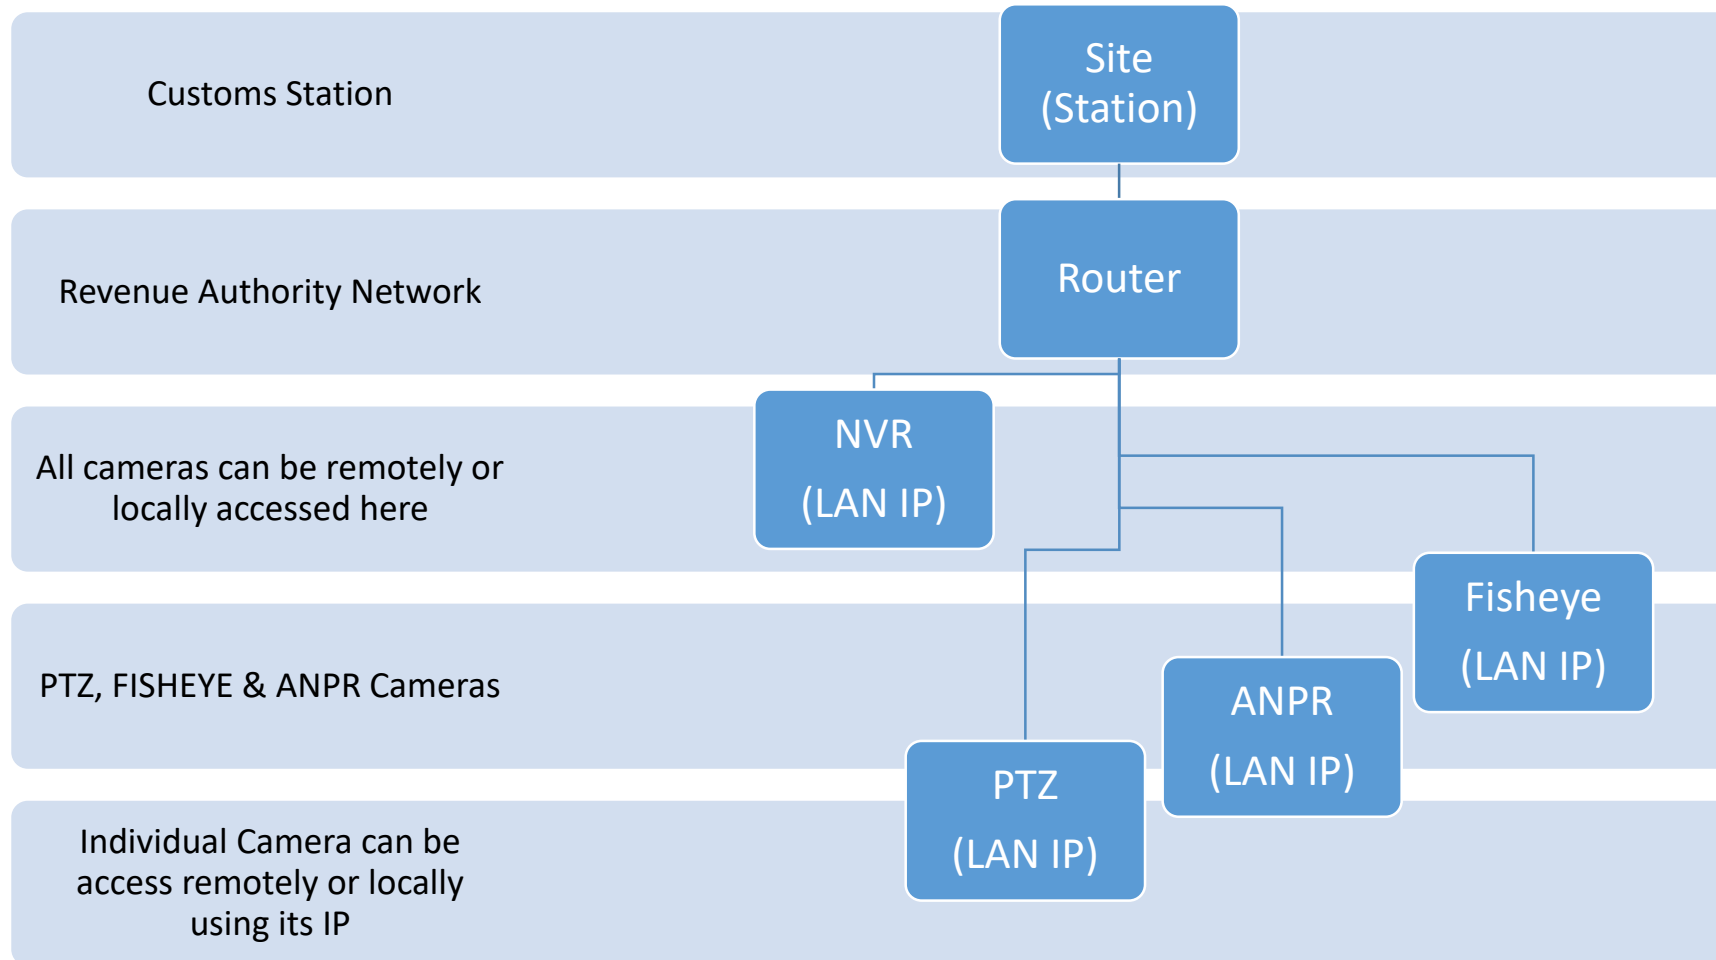 Customs Station
Site
(Station)
Revenue Authority Network
Router
All cameras can be remotely or
locally accessed here
NVR
(LAN IP)
PTZ, FISHEYE & ANPR Cameras
Fisheye
(LAN IP)
ANPR
(LAN IP)
PTZ
(LAN IP)
Individual Camera can be
access remotely or locally
using its IP